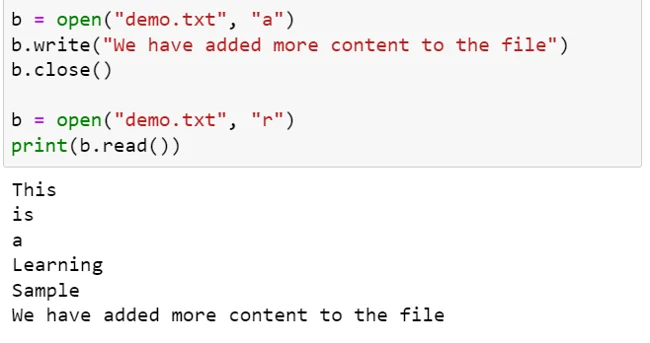 b = open("demo.txt", "a")
b.write("We have added more content to the file")
b.close()

b = open("demo.txt", "r")
print(b.read())
This
is
a
Learning
Sample
We have added more content to the file